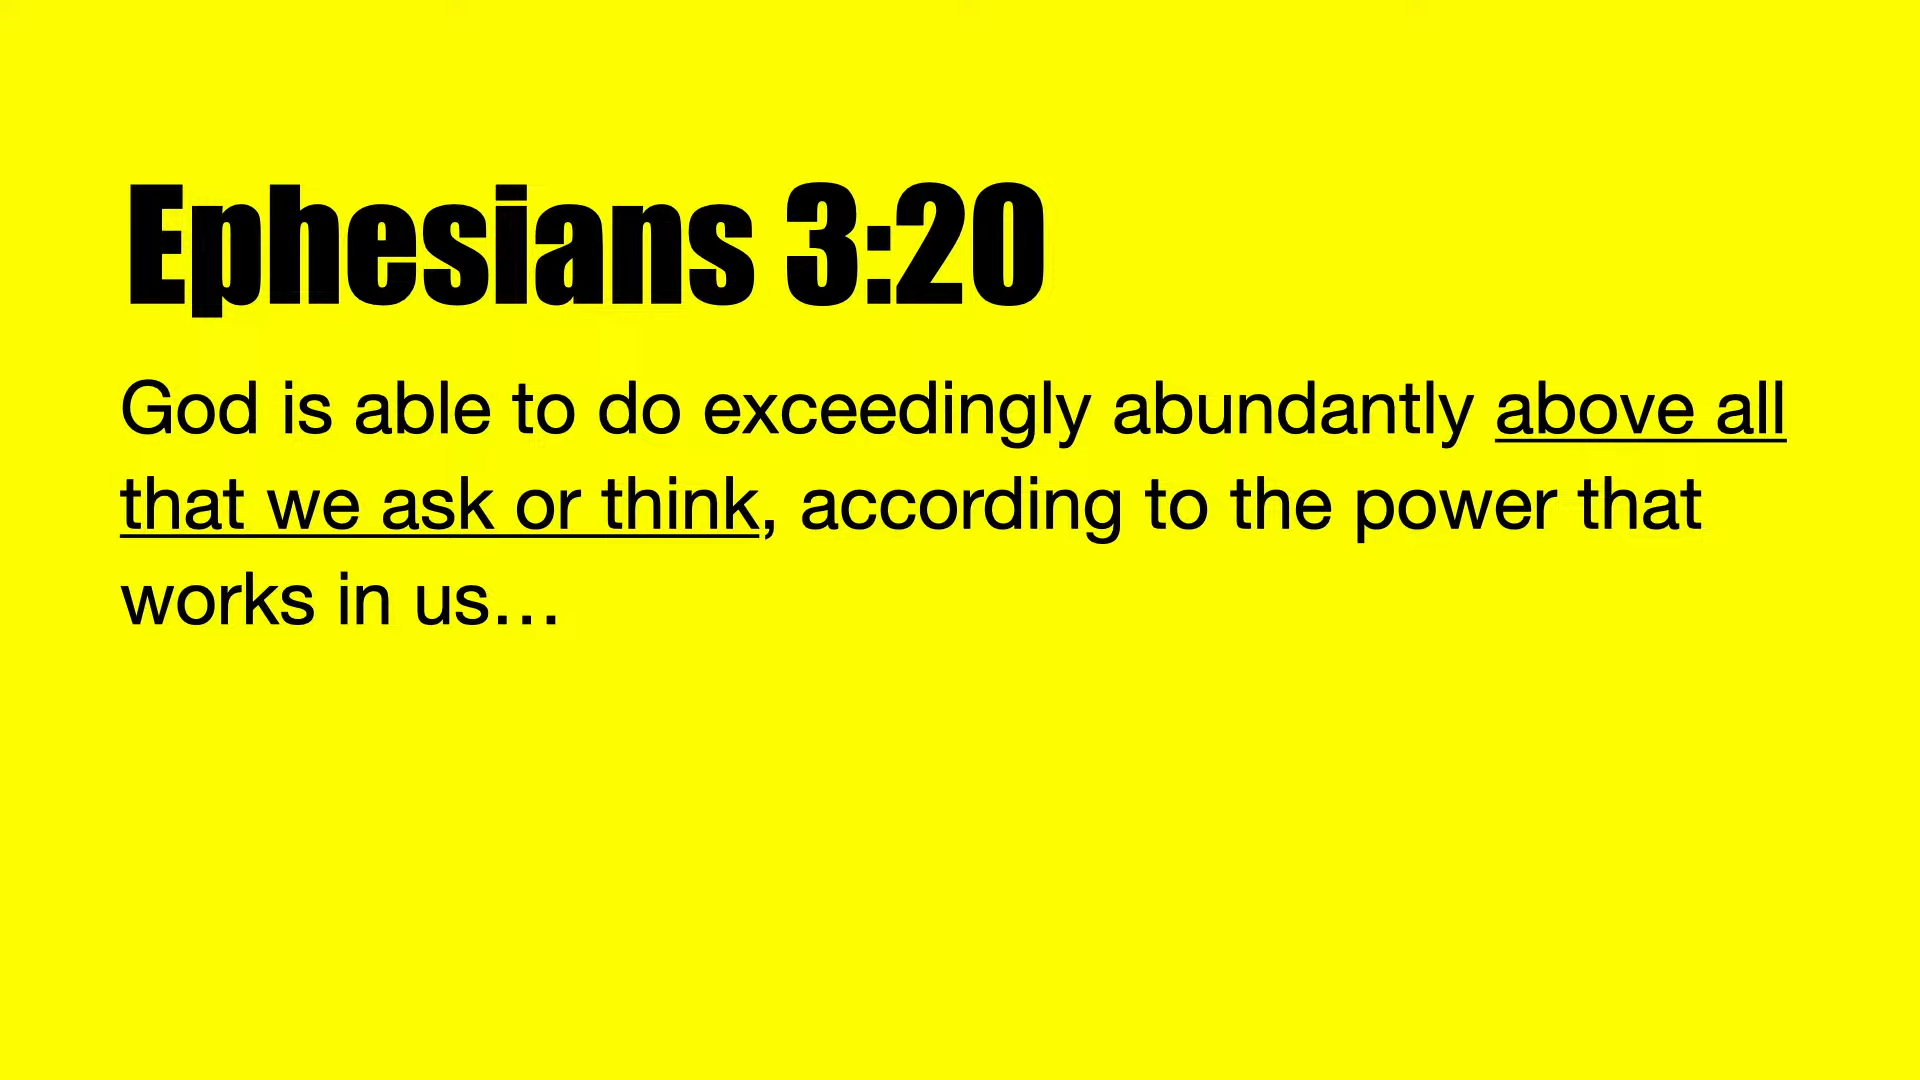 Ephesians 3:20
God is able to do exceedingly abundantly above all
that we ask or think, according to the power that
works in us…